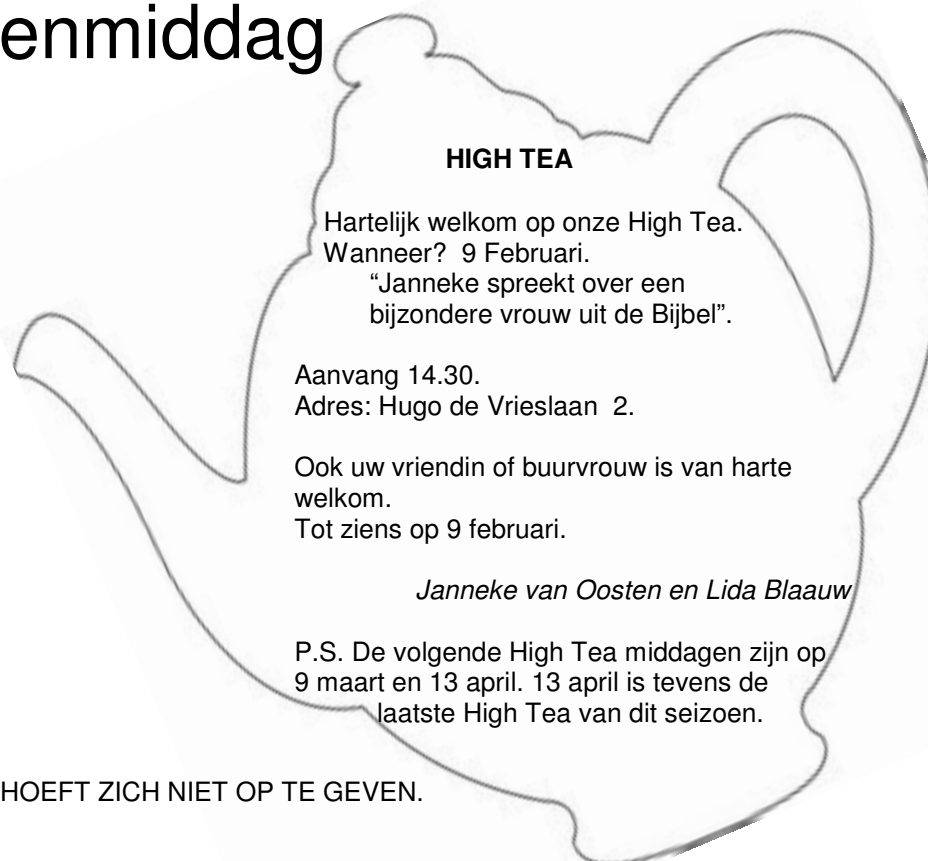 enmiddag
HIGH TEA
Hartelijk welkom op onze High Tea.
Wanneer?  9 Februari.
“Janneke spreekt over een
bijzondere vrouw uit de Bijbel”.
Aanvang 14.30.
Adres: Hugo de Vrieslaan  2.
Ook uw vriendin of buurvrouw is van harte
welkom.
Tot ziens op 9 februari.
Janneke van Oosten en Lida Blaauw
P.S. De volgende High Tea middagen zijn op
9 maart en 13 april. 13 april is tevens de
laatste High Tea van dit seizoen.
HOEFT ZICH NIET OP TE GEVEN.